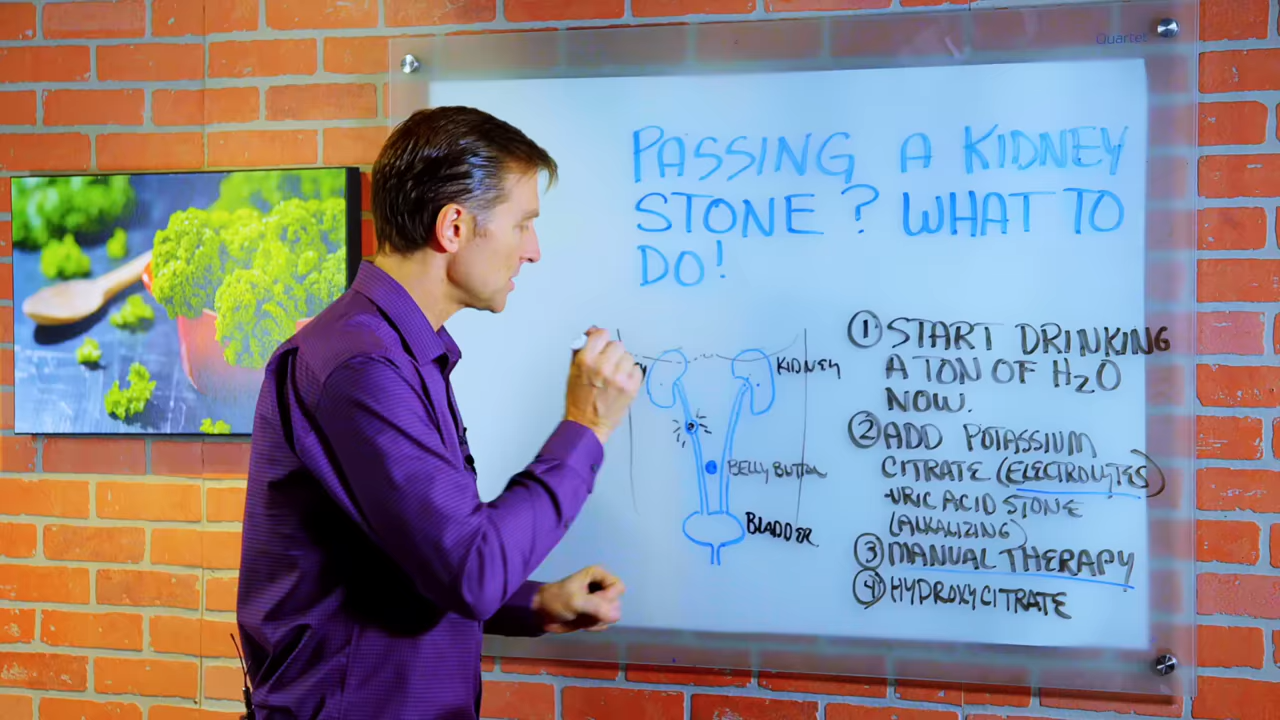 Quartet
PASSING A KIDNEY
STONE? WHAT TO
DO!
KIDNEY
BELLY BUTTON
BLADDER
① START DRINKING
A TON OF H₂O
NOW.
② ADD POTASSIUM
CITRATE (ELECTROLYTES)
-URIC ACID STONE
(ALKALIZING)
③ MANUAL THERAPY
④ HYDROXYCITRATE